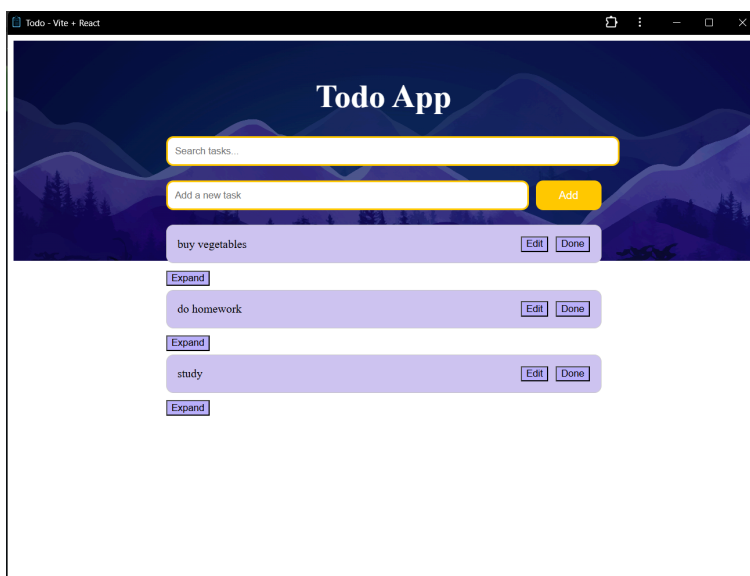 Todo - Vite + React
Todo App
Search tasks...
Add a new task Add
buy vegetables Edit Done
Expand
do homework Edit Done
Expand
study Edit Done
Expand